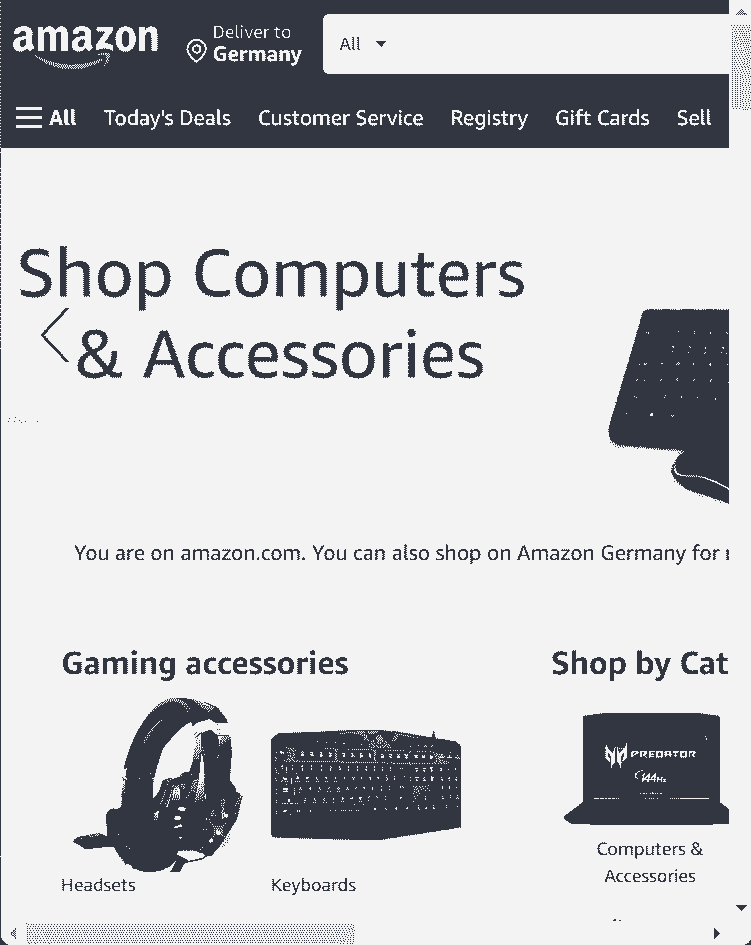 amazon
Deliver to
Germany
All
All
Today's Deals
Customer Service
Registry
Gift Cards
Sell
Shop Computers
& Accessories
You are on amazon.com. You can also shop on Amazon Germany for
Gaming accessories
Shop by Cat
PREDATOR
144Hz
Headsets
Keyboards
Computers &
Accessories